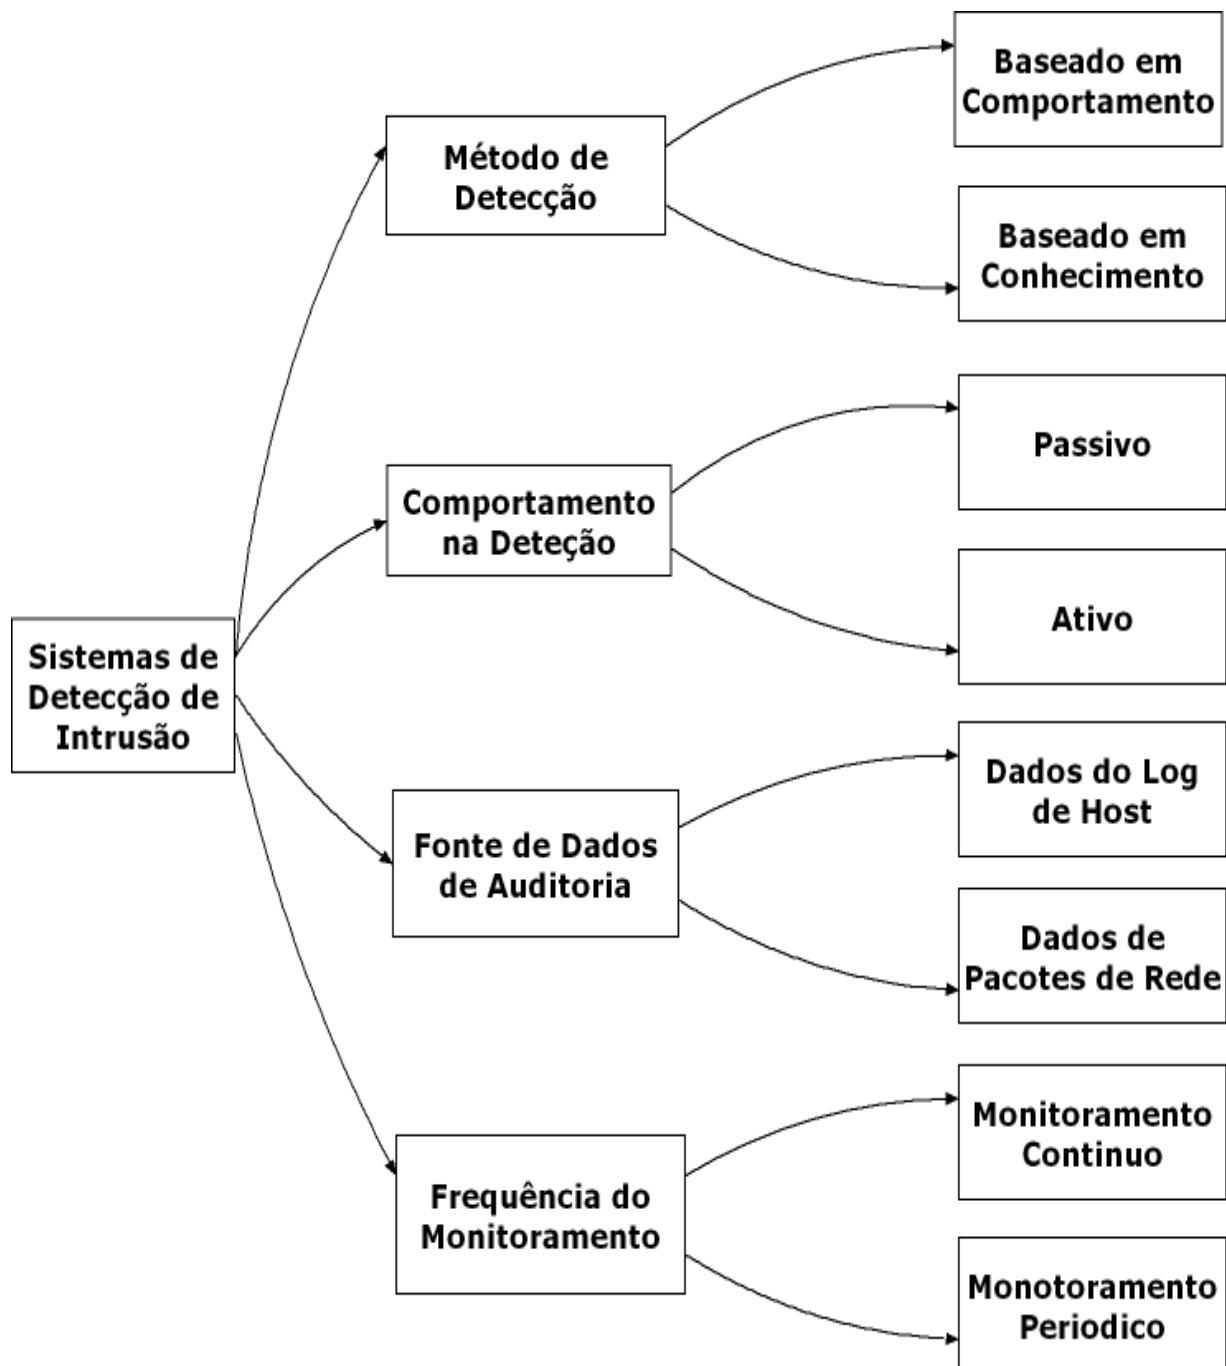 Baseado em
Comportamento
Método de
Detecção
Baseado em
Conhecimento
Passivo
Comportamento
na Deteção
Ativo
Sistemas de
Detecção de
Intrusão
Dados do Log
de Host
Fonte de Dados
de Auditoria
Dados de
Pacotes de Rede
Monitoramento
Continuo
Frequência do
Monitoramento
Monotoramento
Periodico